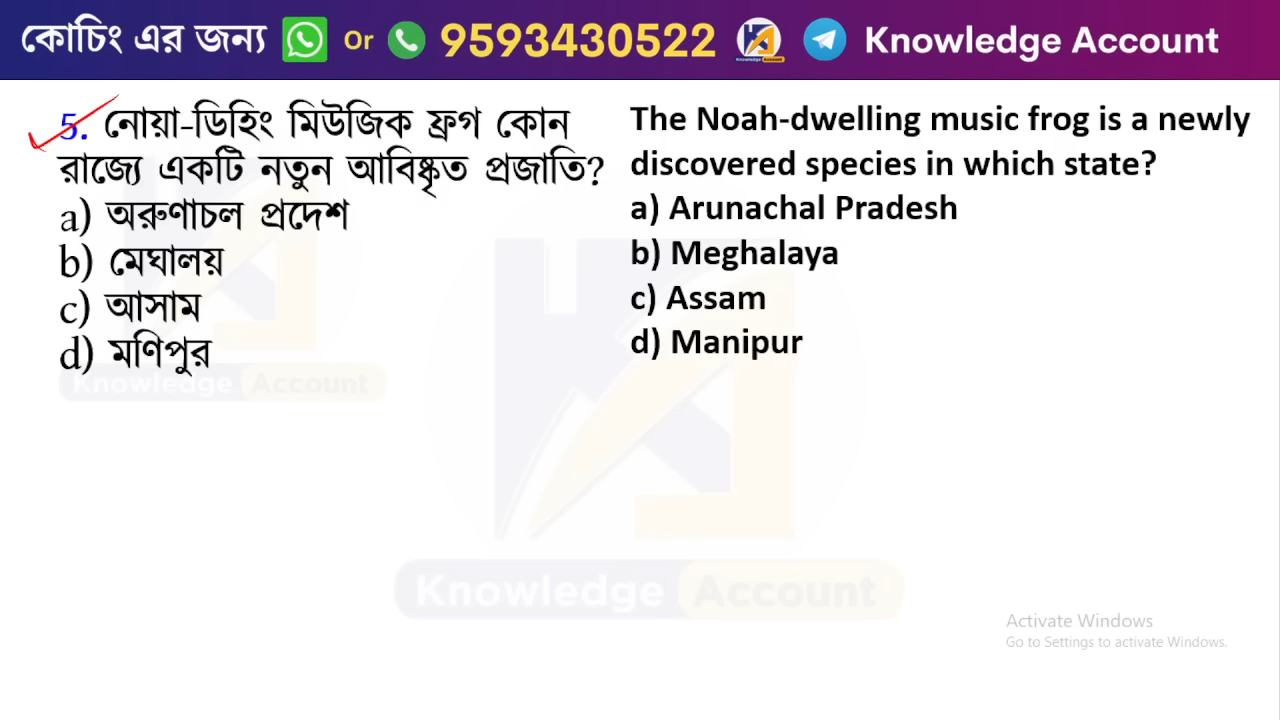 কোচিং এর জন্য Or 9593430522 Knowledge Account
5. নোয়া-ডিহিং মিউজিক ফ্রগ কোন
রাজ্যে একটি নতুন আবিষ্কৃত প্রজাতি?
a) অরুণাচল প্রদেশ
b) মেঘালয়
c) আসাম
d) মণিপুর
The Noah-dwelling music frog is a newly
discovered species in which state?
a) Arunachal Pradesh
b) Meghalaya
c) Assam
d) Manipur
Knowledge Account
Knowledge Account
Activate Windows
Go to Settings to activate Windows.